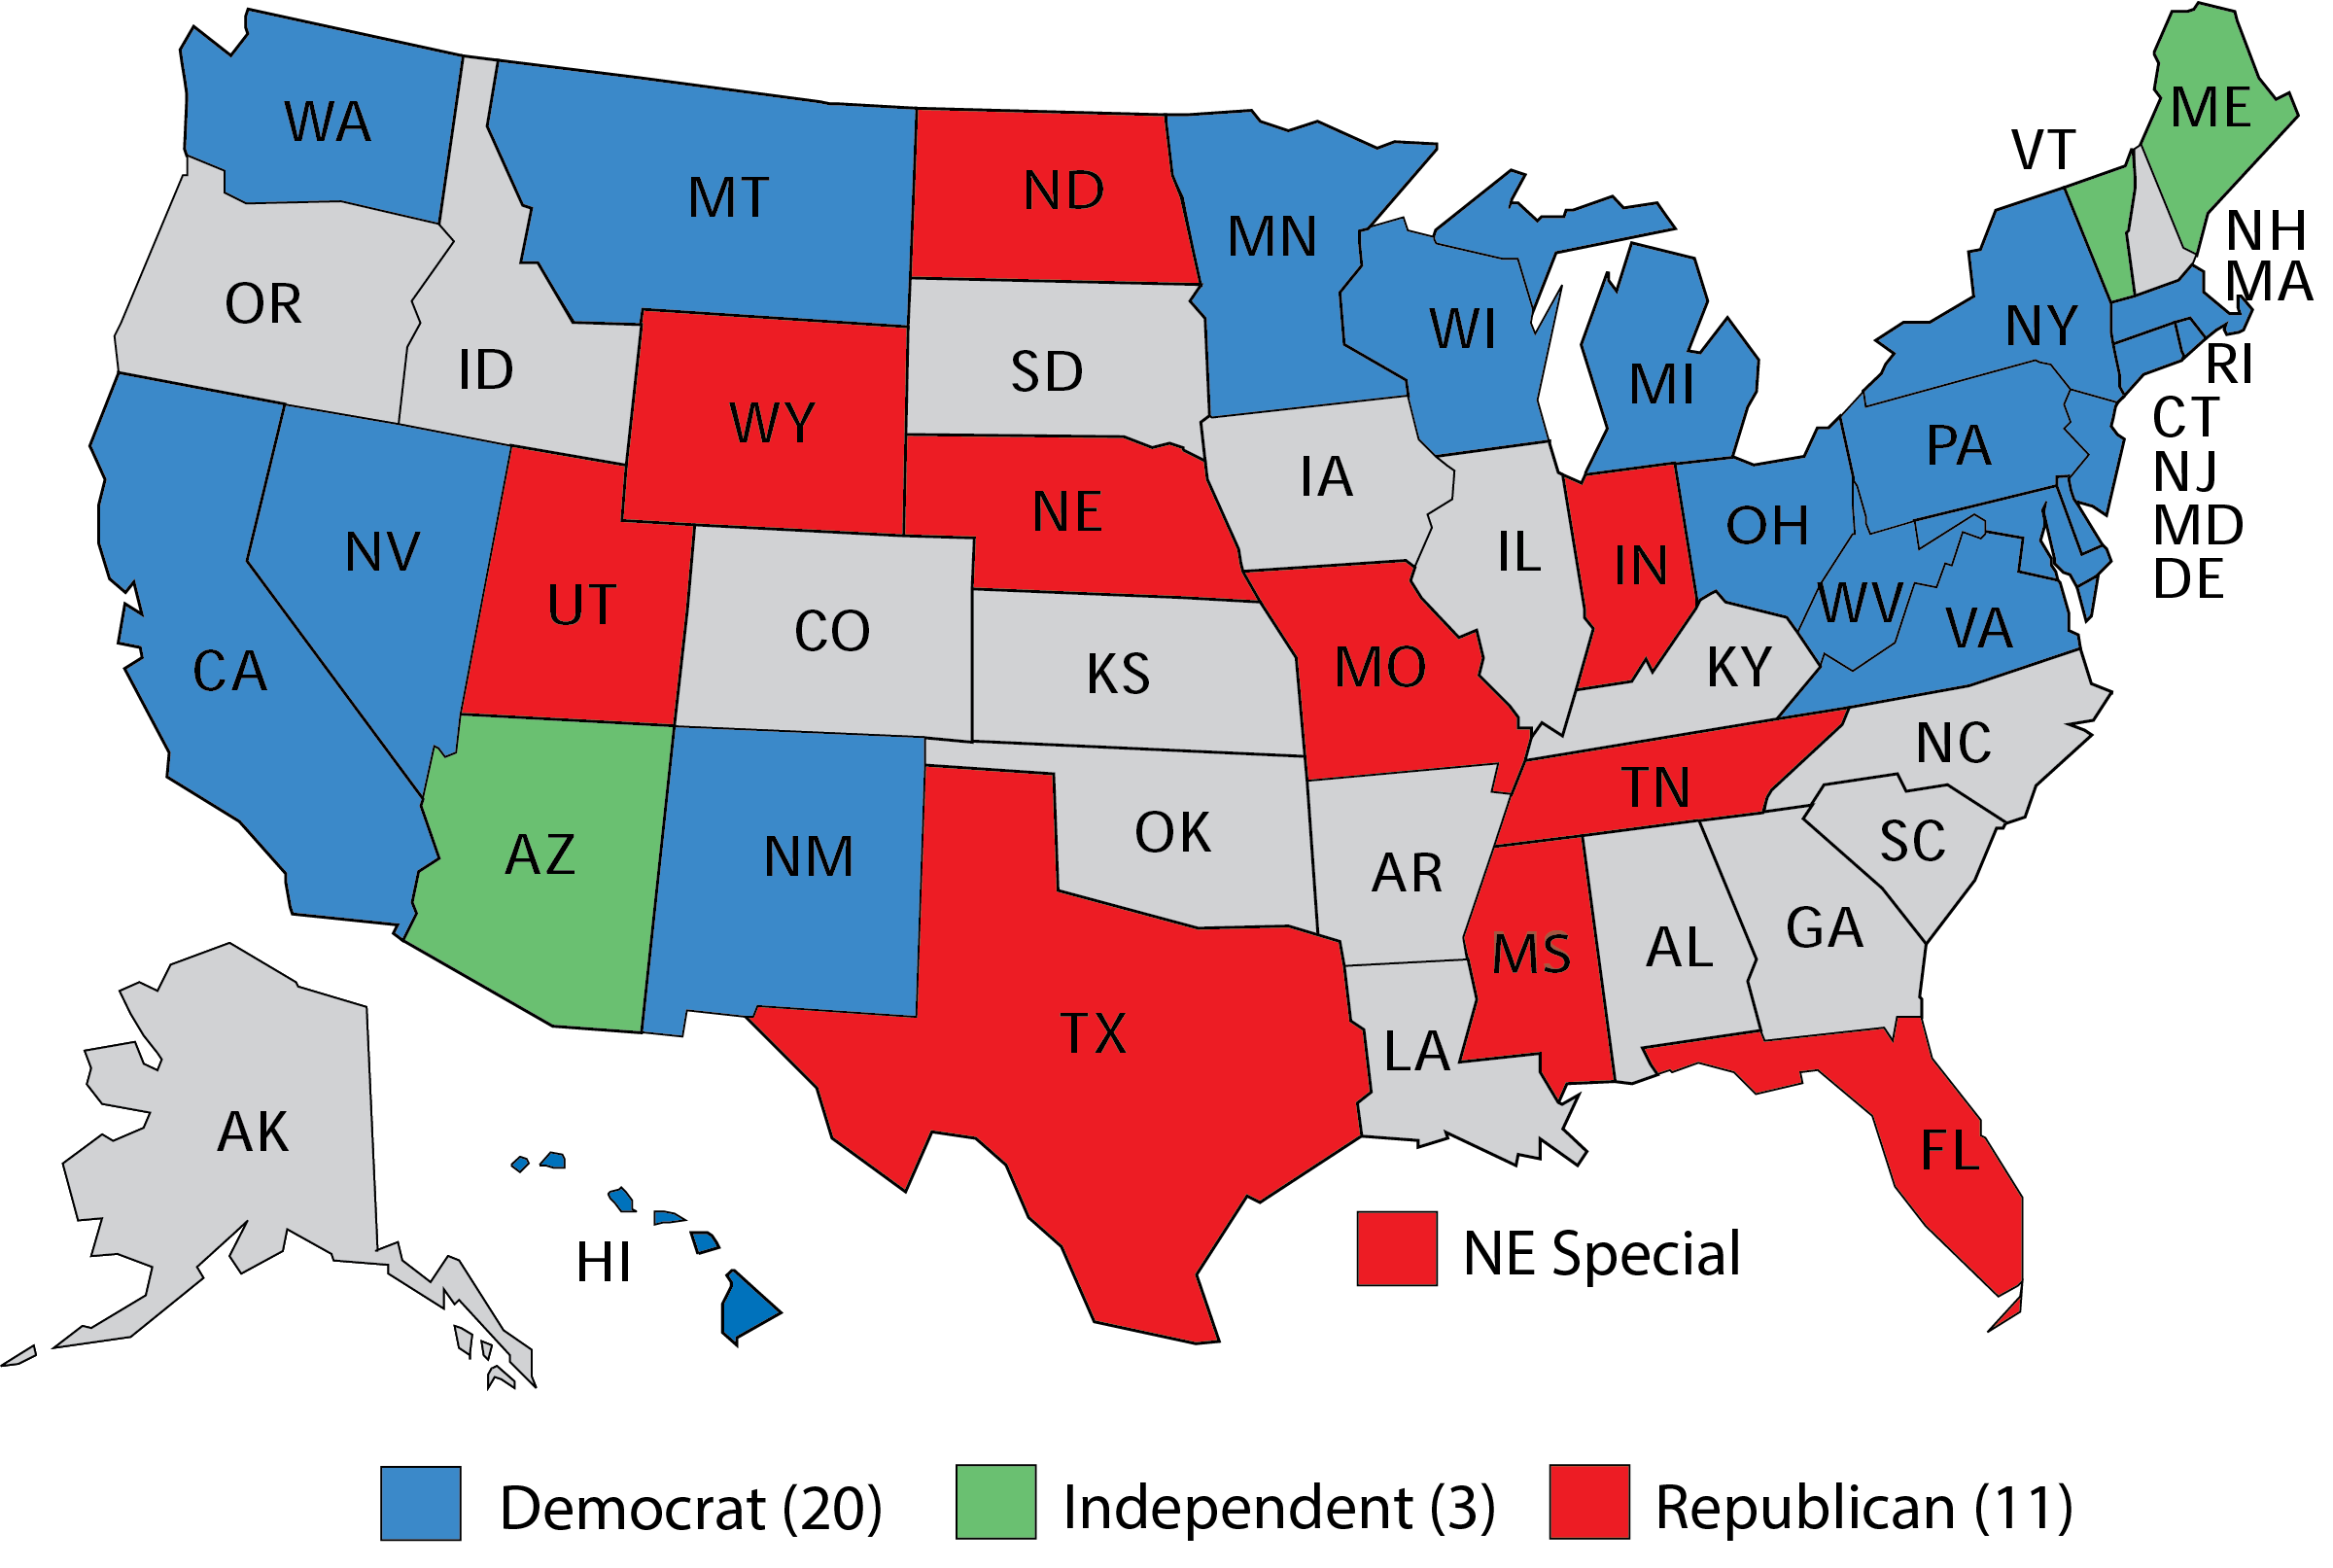 WA
MT
ND
MN
VT
ME
NH
MA
OR
ID
SD
WI
MI
NY
RI
WY
CT
PA
NJ
IA
NE
NV
UT
IL
IN
OH
MD
DE
CO
KS
MO
KY
WV
VA
CA
NC
TN
AZ
NM
OK
AR
SC
MS
AL
GA
TX
LA
AK
FL
HI
NE Special
Democrat (20)
Independent (3)
Republican (11)